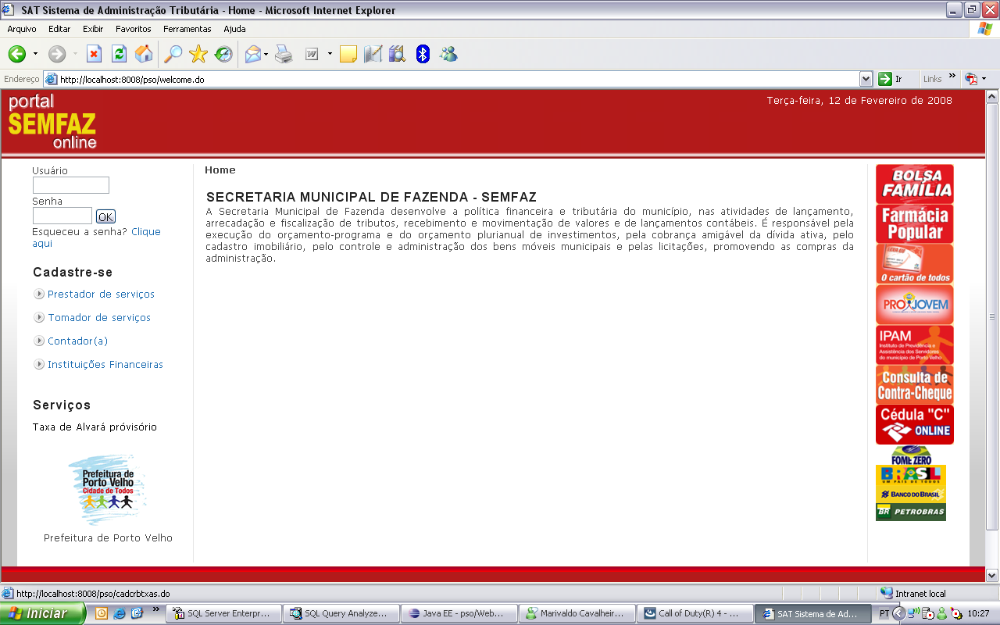 SAT Sistema de Administração Tributária - Home - Microsoft Internet Explorer
Arquivo Editar Exibir Favoritos Ferramentas Ajuda
Endereço http://localhost:8008/pso/welcome.do Ir Links
portal
SEMFAZ
online
Terça-feira, 12 de Fevereiro de 2008
Usuário
Senha
OK
Esqueceu a senha? Clique
aqui
Cadastre-se
Prestador de serviços
Tomador de serviços
Contador(a)
Instituições Financeiras
Serviços
Taxa de Alvará próvisório
Prefeitura de
Porto Velho
Cidade de Todos
Prefeitura de Porto Velho
Home
SECRETARIA MUNICIPAL DE FAZENDA - SEMFAZ
A Secretaria Municipal de Fazenda desenvolve a política financeira e tributária do município, nas atividades de lançamento,
arrecadação e fiscalização de tributos, recebimento e movimentação de valores e de lançamentos contábeis. É responsável pela
execução do orçamento-programa e do orçamento plurianual de investimentos, pela cobrança amigável da dívida ativa, pelo
cadastro imobiliário, pelo controle e administração dos bens móveis municipais e pelas licitações, promovendo as compras da
administração.
BOLSA
FAMÍLIA
Farmácia
Popular
O cartão de todos
PROJOVEM
IPAM
Instituto de Previdência e
Assistência dos Servidores
do município de Porto Velho
Consulta de
Contra-Cheque
Cédula "C"
ONLINE
FOME ZERO
BRASIL
UM PAÍS DE TODOS
BANCO DO BRASIL
BR PETROBRAS
http://localhost:8008/pso/cadcrbtxas.do
Intranet local
Iniciar
SQL Server Enterpr...
SQL Query Analyze...
Java EE - pso/Web...
Marivaldo Cavalheir...
Call of Duty(R) 4 - ...
SAT Sistema de Ad...
PT
10:27